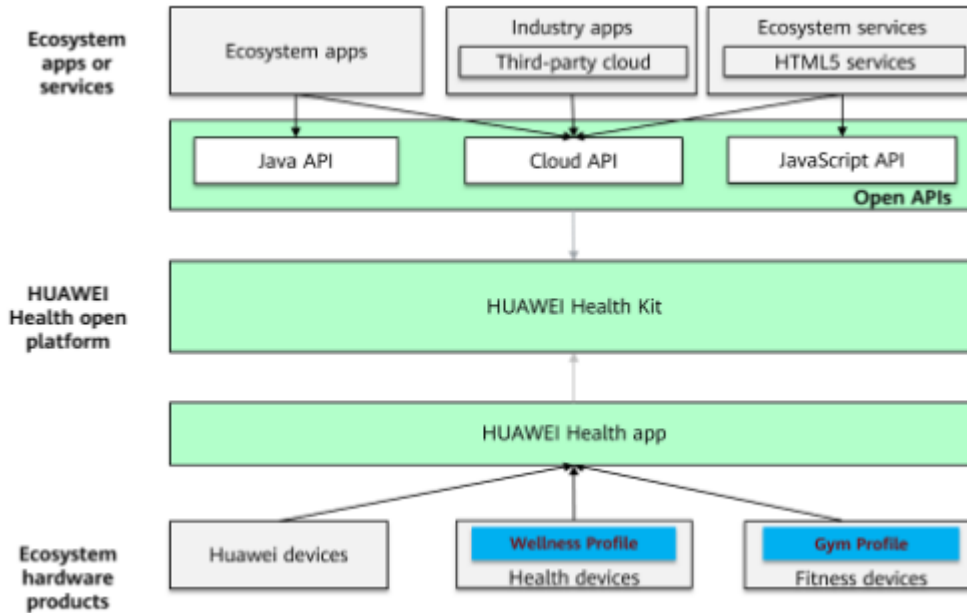 Ecosystem
apps or
services
Ecosystem apps
Industry apps
Third-party cloud
Ecosystem services
HTML5 services
Java API
Cloud API
JavaScript API
Open APIs
HUAWEI
Health open
platform
HUAWEI Health Kit
HUAWEI Health app
Ecosystem
hardware
products
Huawei devices
Wellness Profile
Health devices
Gym Profile
Fitness devices